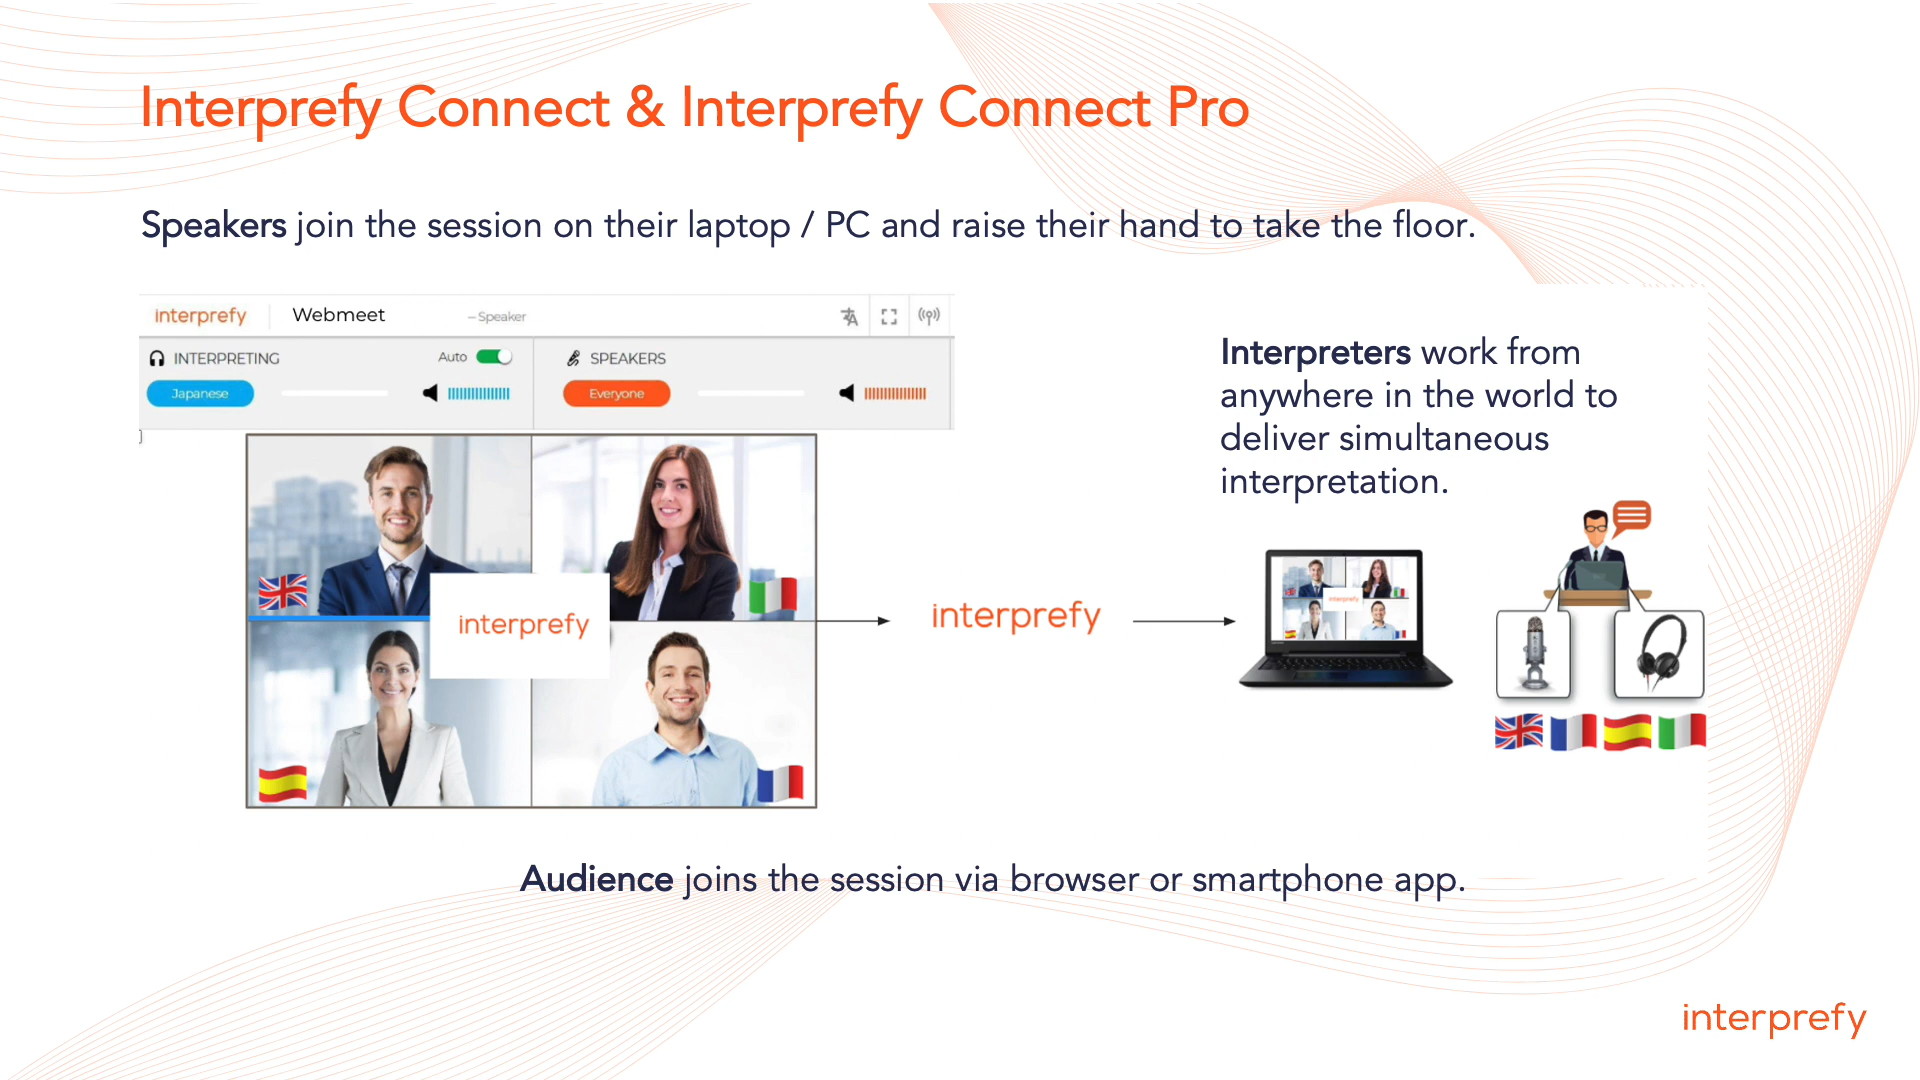 Interprefy Connect & Interprefy Connect Pro
Speakers join the session on their laptop / PC and raise their hand to take the floor.
interprefy Webmeet – Speaker
INTERPRETING Auto SPEAKERS
Japanese Everyone
]
interprefy
interprefy
Interpreters work from
anywhere in the world to
deliver simultaneous
interpretation.
interprefy
Audience joins the session via browser or smartphone app.
interprefy